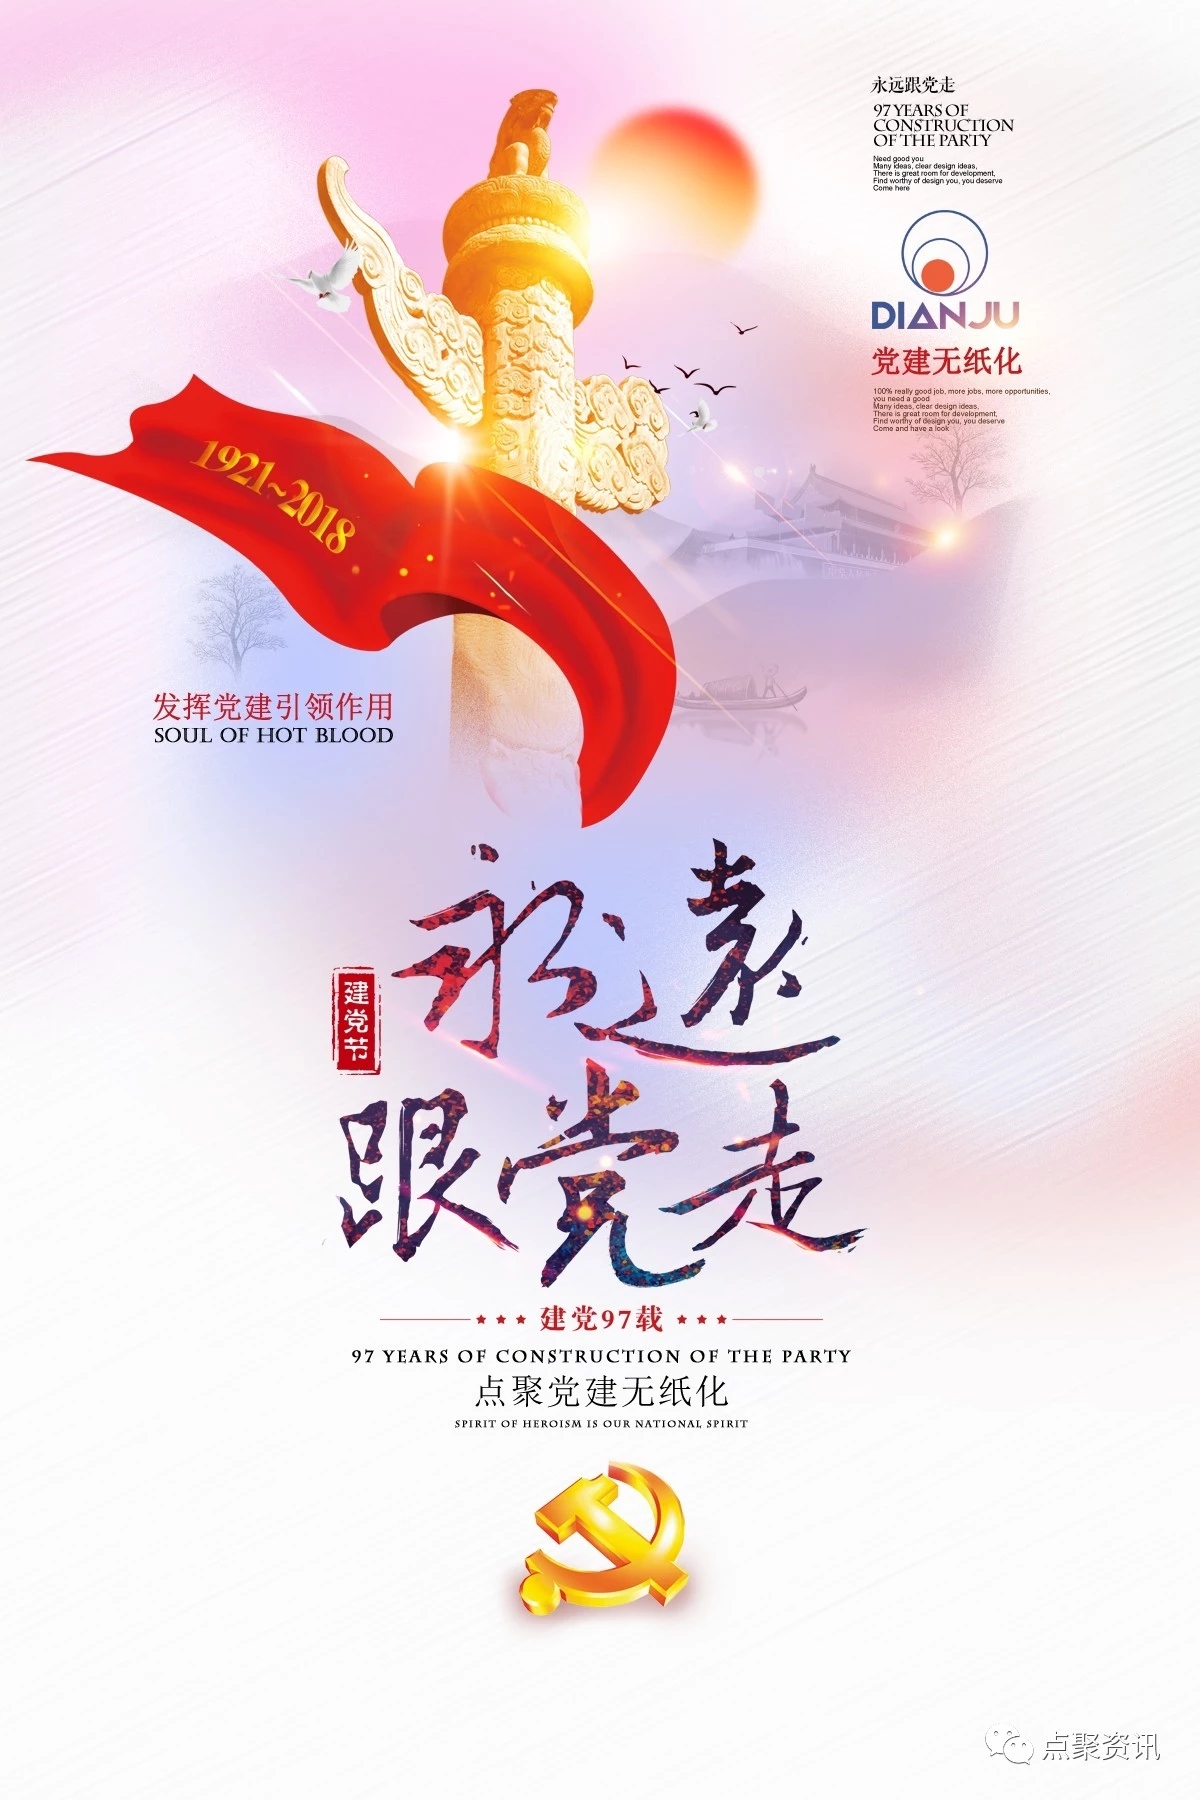 永远跟党走
97 YEARS OF
CONSTRUCTION
OF THE PARTY
Need good you
Many ideas, clear design ideas,
There is great room for development,
Find worthy of design you, you deserve
Come here
DIANJU
党建无纸化
100% really good job, more jobs, more opportunities,
you need a good
Many ideas, clear design ideas,
There is great room for development,
Find worthy of design you, you deserve
Come and have a look
1921~2018
发挥党建引领作用
SOUL OF HOT BLOOD
永远
建党节
跟党走
建党97载
97 YEARS OF CONSTRUCTION OF THE PARTY
点聚党建无纸化
SPIRIT OF HEROISM IS OUR NATIONAL SPIRIT
点聚资讯